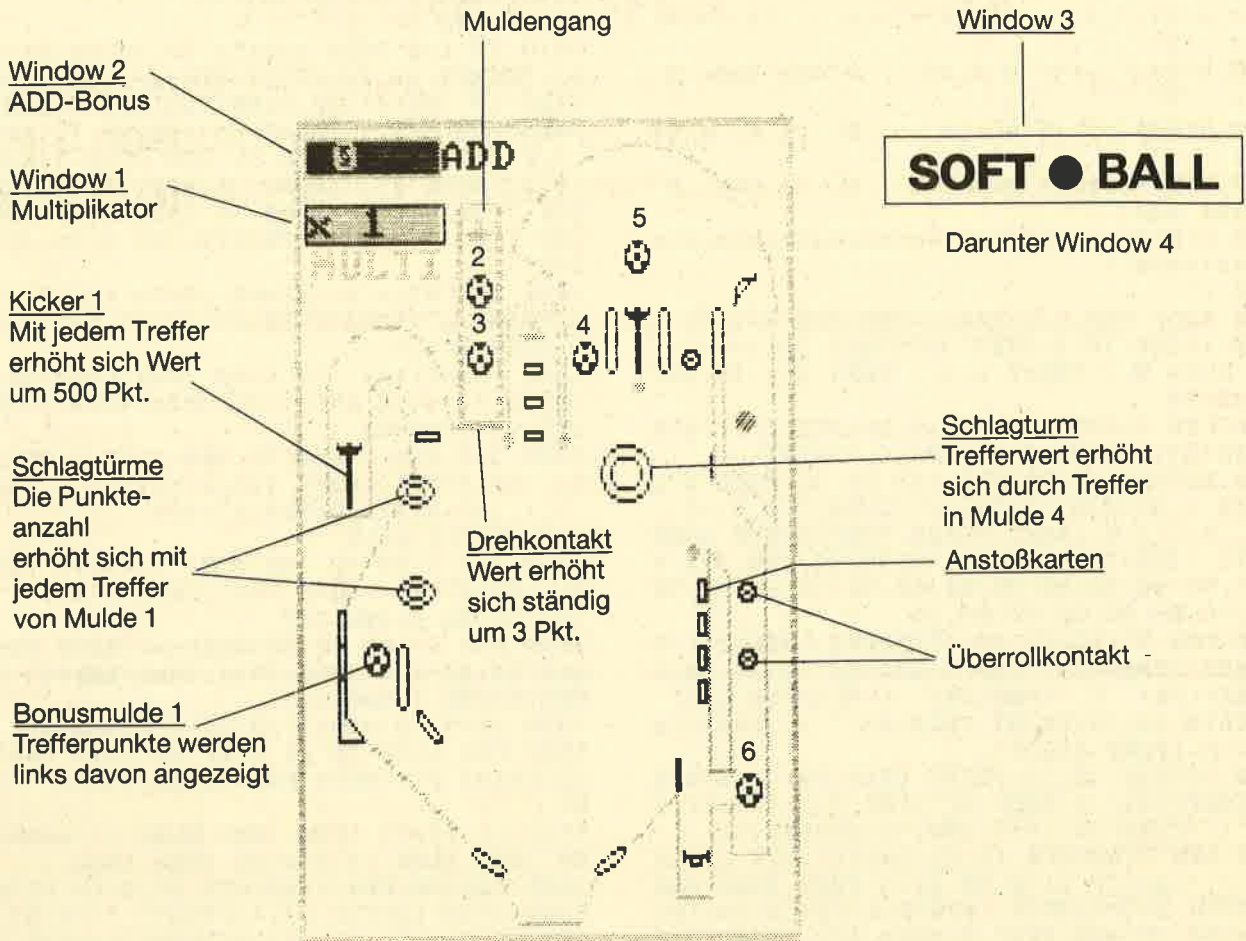 Muldengang
Window 3
Window 2
ADD-Bonus
S ADD
SOFT ● BALL
Window 1
Multiplikator
× 1
MULTI
Darunter Window 4
5
2
Kicker 1
Mit jedem Treffer
erhöht sich Wert
um 500 Pkt.
3
4
Schlagtürme
Die Punkte-
anzahl
erhöht sich mit
jedem Treffer
von Mulde 1
Schlagturm
Trefferwert erhöht
sich durch Treffer
in Mulde 4
Drehkontakt
Wert erhöht
sich ständig
um 3 Pkt.
Anstoßkarten
Überrollkontakt
Bonusmulde 1
Trefferpunkte werden
links davon angezeigt
6